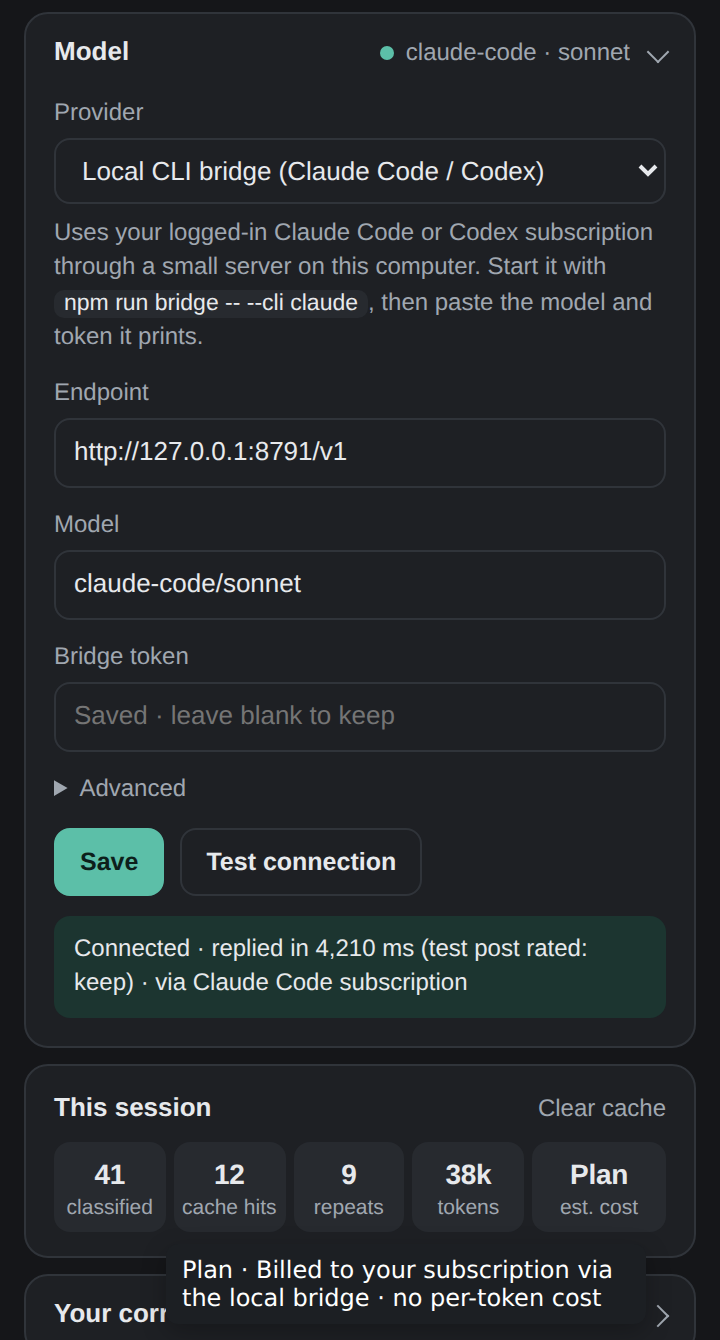 Model
claude-code · sonnet
Provider
Local CLI bridge (Claude Code / Codex)
Uses your logged-in Claude Code or Codex subscription
through a small server on this computer. Start it with
npm run bridge -- --cli claude, then paste the model and
token it prints.
Endpoint
http://127.0.0.1:8791/v1
Model
claude-code/sonnet
Bridge token
Saved · leave blank to keep
Advanced
Save
Test connection
Connected · replied in 4,210 ms (test post rated:
keep) · via Claude Code subscription
This session
Clear cache
41
classified
12
cache hits
9
repeats
38k
tokens
Plan
est. cost
Plan · Billed to your subscription via
the local bridge · no per-token cost
Your